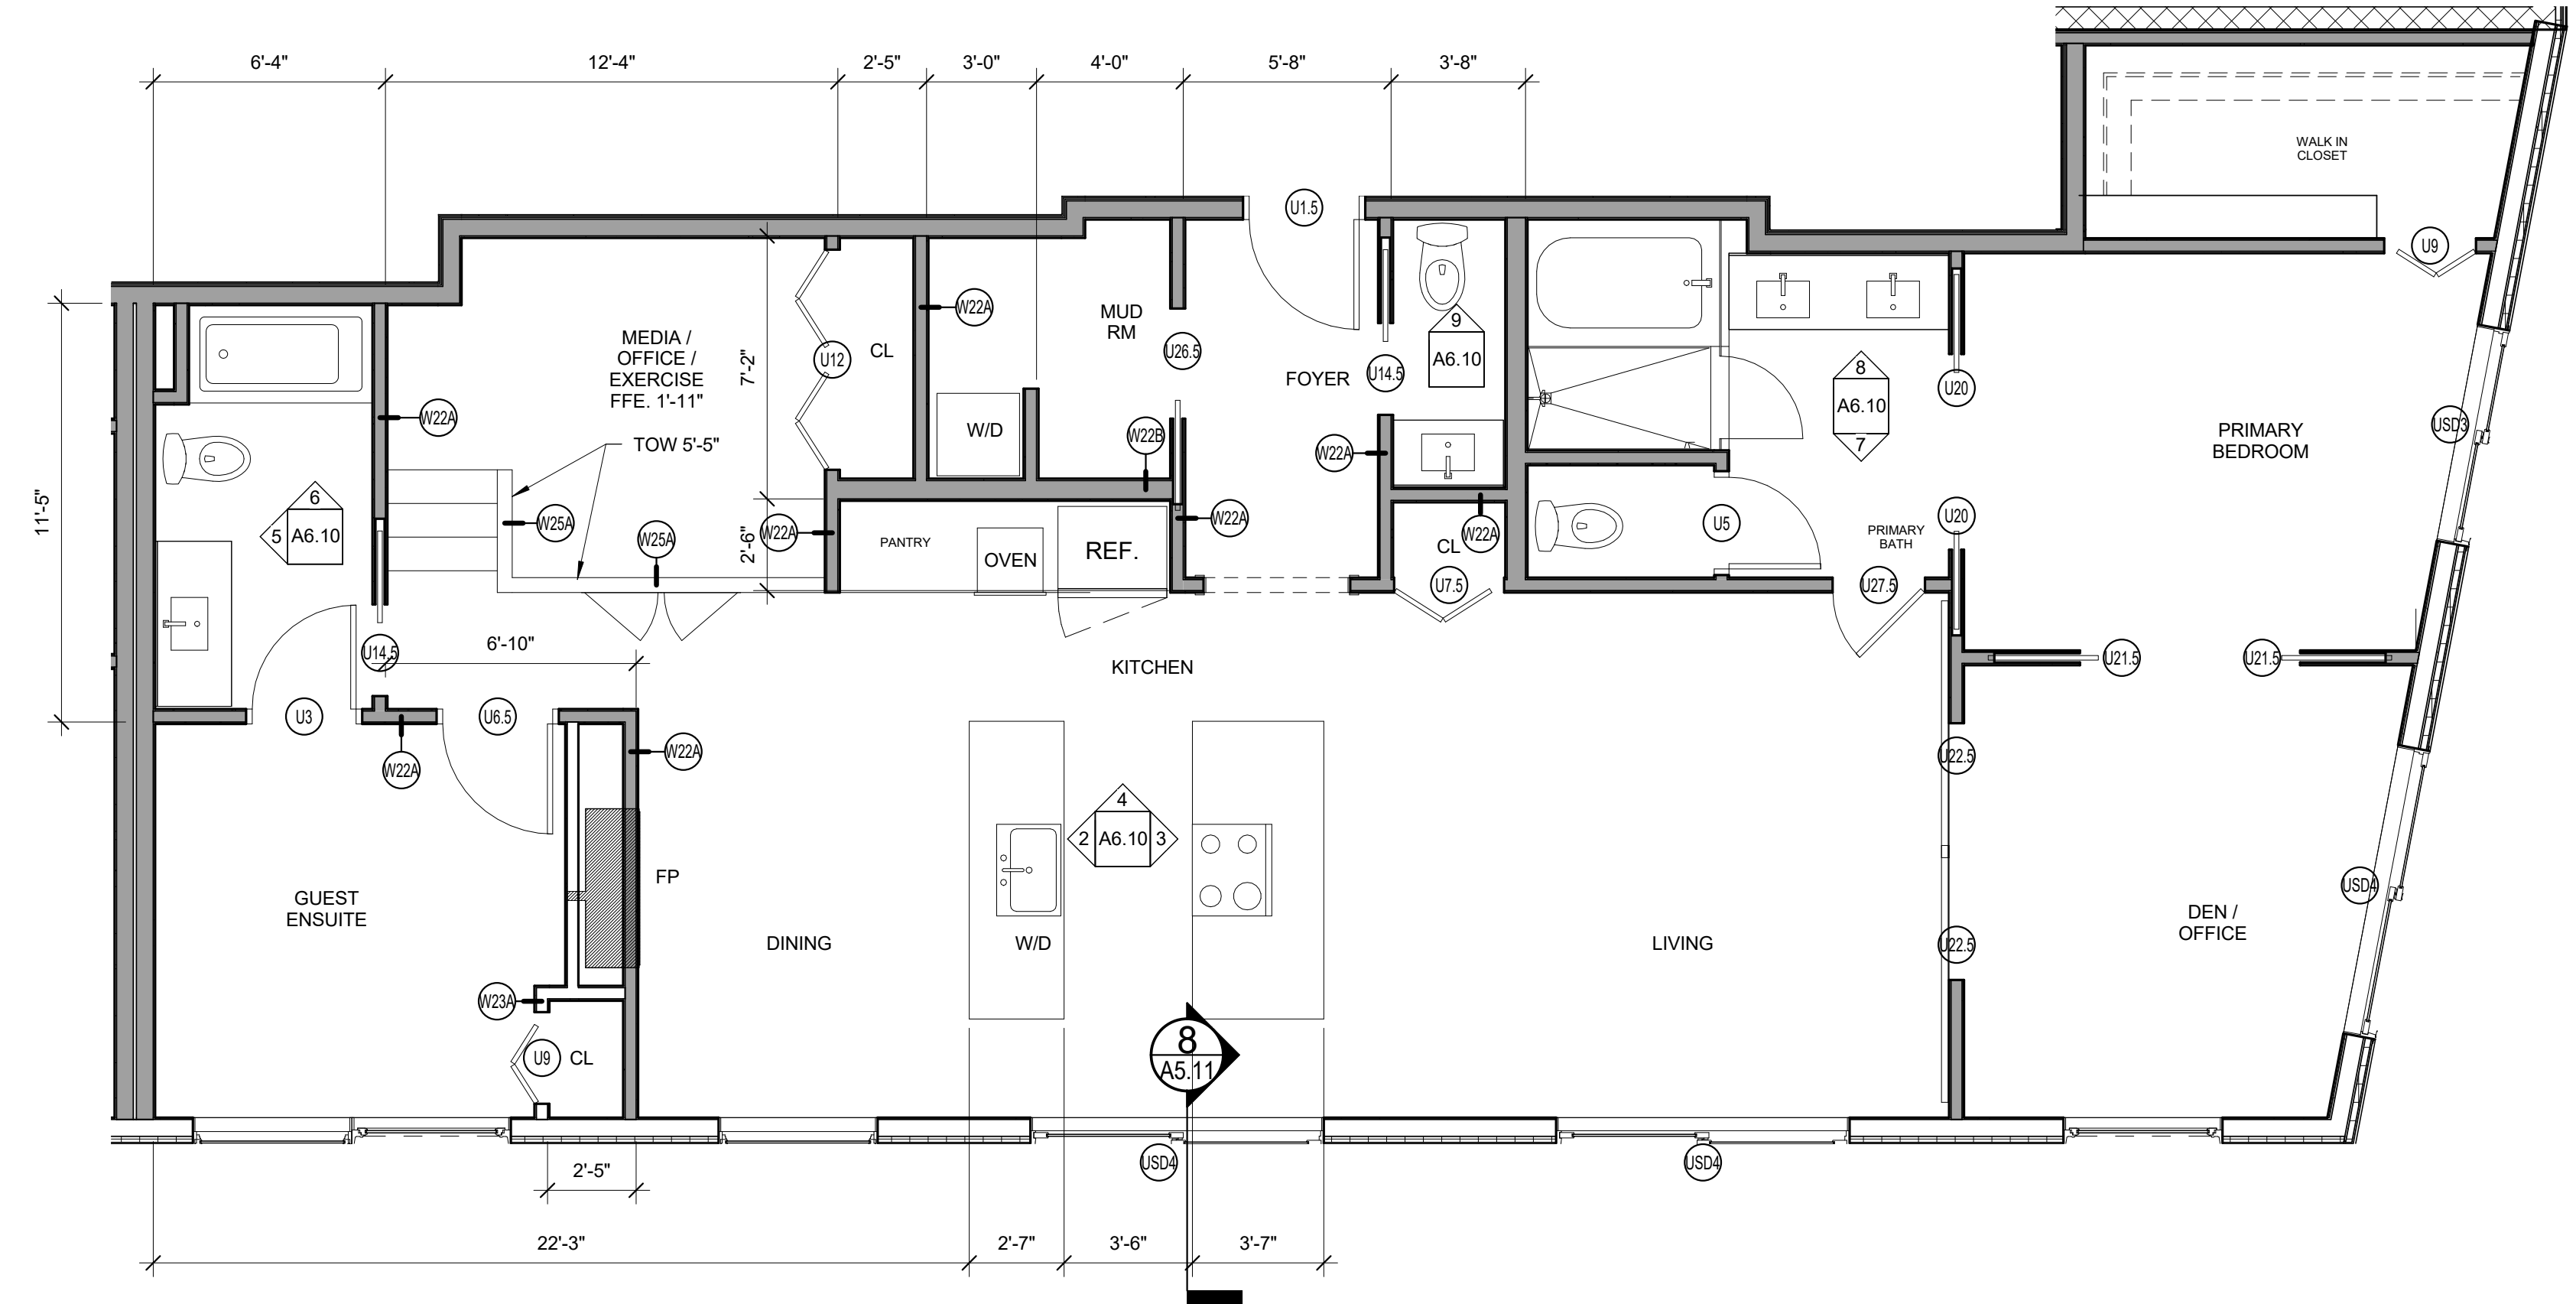 6'-4"
12'-4"
2'-5"
3'-0"
4'-0"
5'-8"
3'-8"
WALK IN
CLOSET
U1.5
U9
MEDIA /
OFFICE /
EXERCISE
FFE. 1'-11"
7'-2"
U12
CL
W22A
MUD
RM
U26.5
FOYER
U14.5
9
A6.10
8
A6.10
7
U20
W22A
TOW 5'-5"
W/D
W22B
W22A
USD3
PRIMARY
BEDROOM
11'-5"
6
5
A6.10
W25A
W25A
2'-6"
W22A
PANTRY
OVEN
REF.
W22A
CL
W22A
U7.5
U5
PRIMARY
BATH
U20
U27.5
U14.5
6'-10"
KITCHEN
U21.5
U21.5
U3
U6.5
W22A
W22A
U22.5
4
2
A6.10
3
FP
GUEST
ENSUITE
DINING
W/D
LIVING
U22.5
USD4
DEN /
OFFICE
W23A
U9
CL
8
A5.11
USD4
USD4
2'-5"
22'-3"
2'-7"
3'-6"
3'-7"